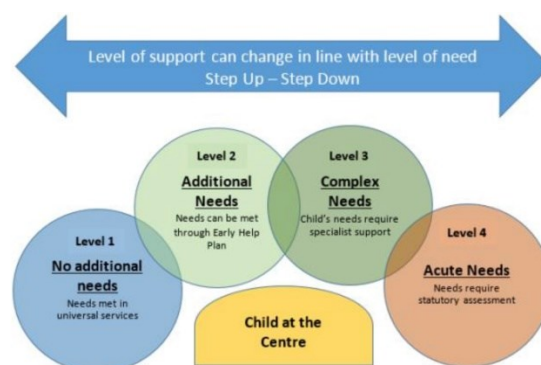 Level of support can change in line with level of need
Step Up – Step Down
Level 1
No additional
needs
Needs met in
universal services
Level 2
Additional
Needs
Needs can be met
through Early Help
Plan
Level 3
Complex
Needs
Child's needs require
specialist support
Level 4
Acute Needs
Needs require
statutory assessment
Child at the
Centre